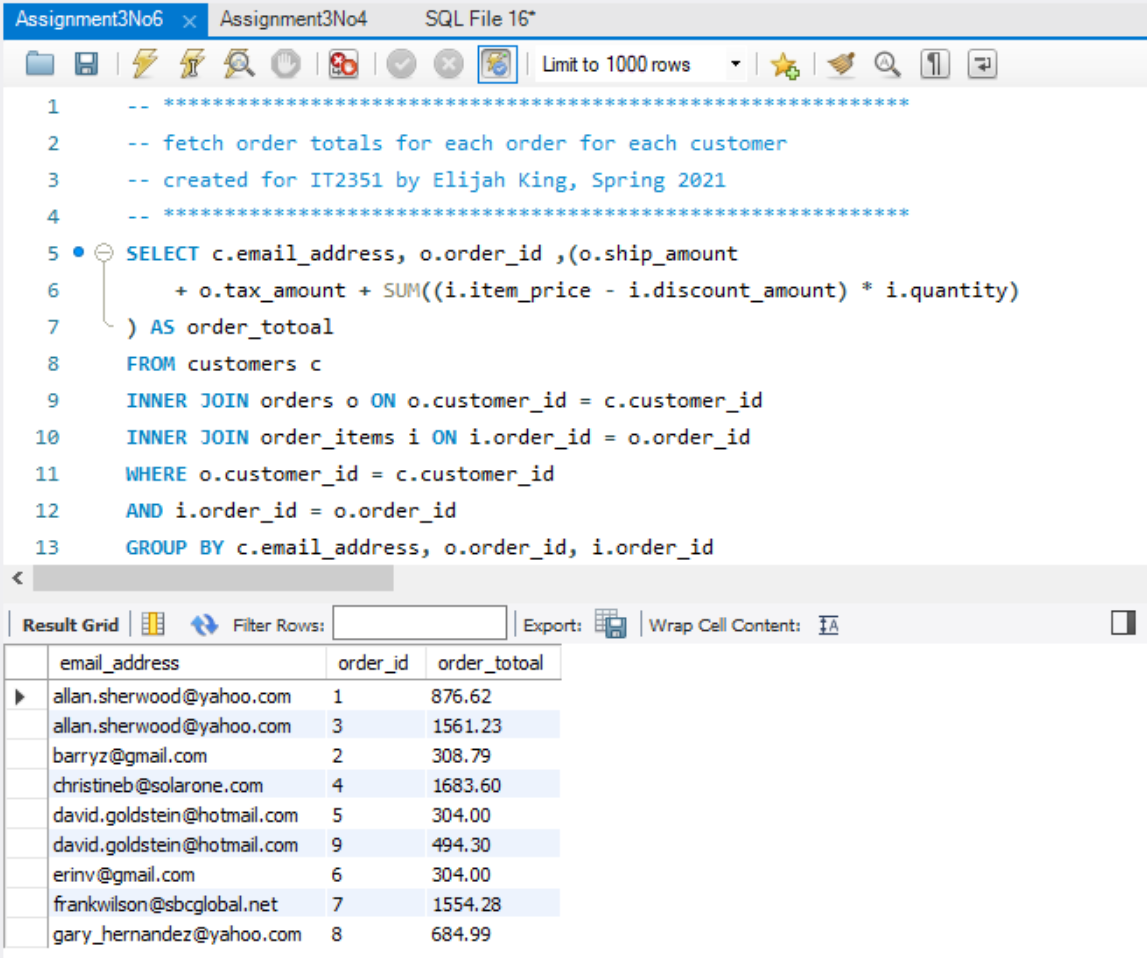 Assignment3No6 × Assignment3No4 SQL File 16*
Limit to 1000 rows
1 -- *************************************************************
2 -- fetch order totals for each order for each customer
3 -- created for IT2351 by Elijah King, Spring 2021
4 -- *************************************************************
5 SELECT c.email_address, o.order_id ,(o.ship_amount
6 + o.tax_amount + SUM((i.item_price - i.discount_amount) * i.quantity)
7 ) AS order_totoal
8 FROM customers c
9 INNER JOIN orders o ON o.customer_id = c.customer_id
10 INNER JOIN order_items i ON i.order_id = o.order_id
11 WHERE o.customer_id = c.customer_id
12 AND i.order_id = o.order_id
13 GROUP BY c.email_address, o.order_id, i.order_id
Result Grid Filter Rows: Export: Wrap Cell Content: IA
email_address order_id order_totoal
allan.sherwood@yahoo.com 1 876.62
allan.sherwood@yahoo.com 3 1561.23
barryz@gmail.com 2 308.79
christineb@solarone.com 4 1683.60
david.goldstein@hotmail.com 5 304.00
david.goldstein@hotmail.com 9 494.30
erinv@gmail.com 6 304.00
frankwilson@sbcglobal.net 7 1554.28
gary_hernandez@yahoo.com 8 684.99